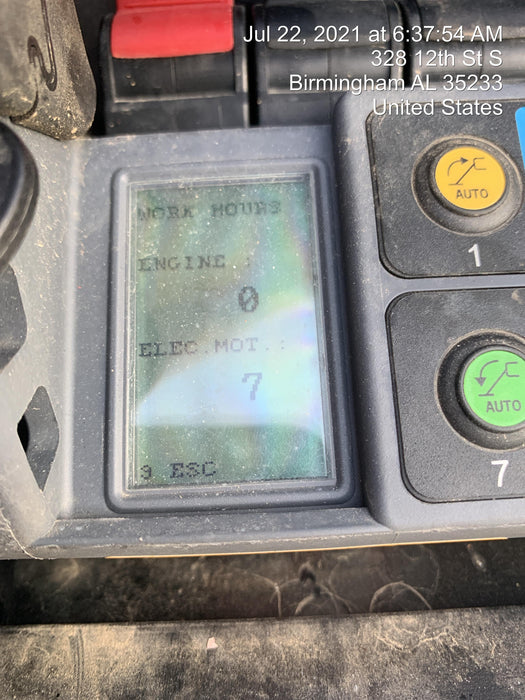 Jul 22, 2021 at 6:37:54 AM
328 12th St S
Birmingham AL 35233
United States
WORK HOURS
ENGINE :
0
ELEC.MOT.:
7
9 ESC
AUTO
1
AUTO
7